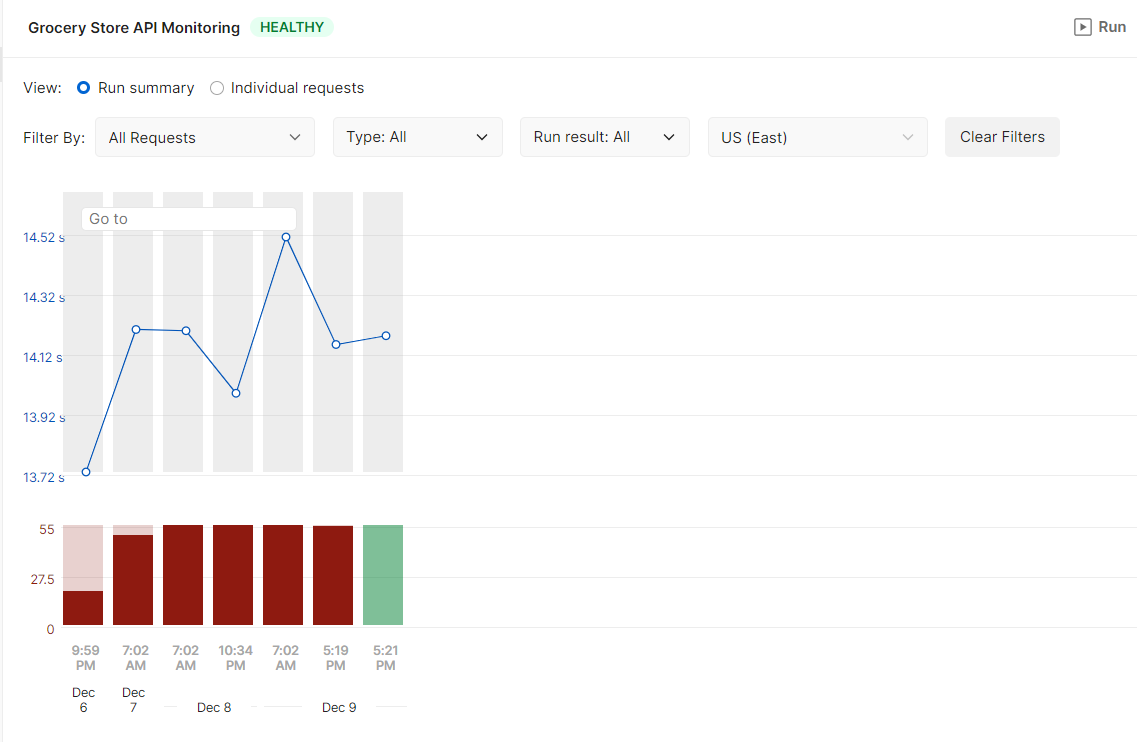 Grocery Store API Monitoring HEALTHY Run
View: Run summary Individual requests
Filter By: All Requests Type: All Run result: All US (East) Clear Filters
Go to
14.52 s
14.32 s
14.12 s
13.92 s
13.72 s
55
27.5
0
9:59 7:02 7:02 10:34 7:02 5:19 5:21
PM AM AM PM AM PM PM
Dec Dec
6 7 Dec 8 Dec 9